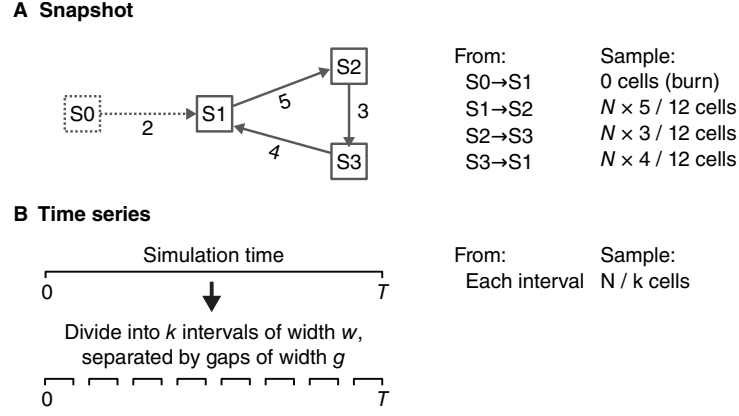 A Snapshot
S0
2
S1
5
S2
3
S3
4
From: Sample:
S0→S1 0 cells (burn)
S1→S2 N × 5 / 12 cells
S2→S3 N × 3 / 12 cells
S3→S1 N × 4 / 12 cells
B Time series
Simulation time
0 T
Divide into k intervals of width w,
separated by gaps of width g
0 T
From: Sample:
Each interval N / k cells